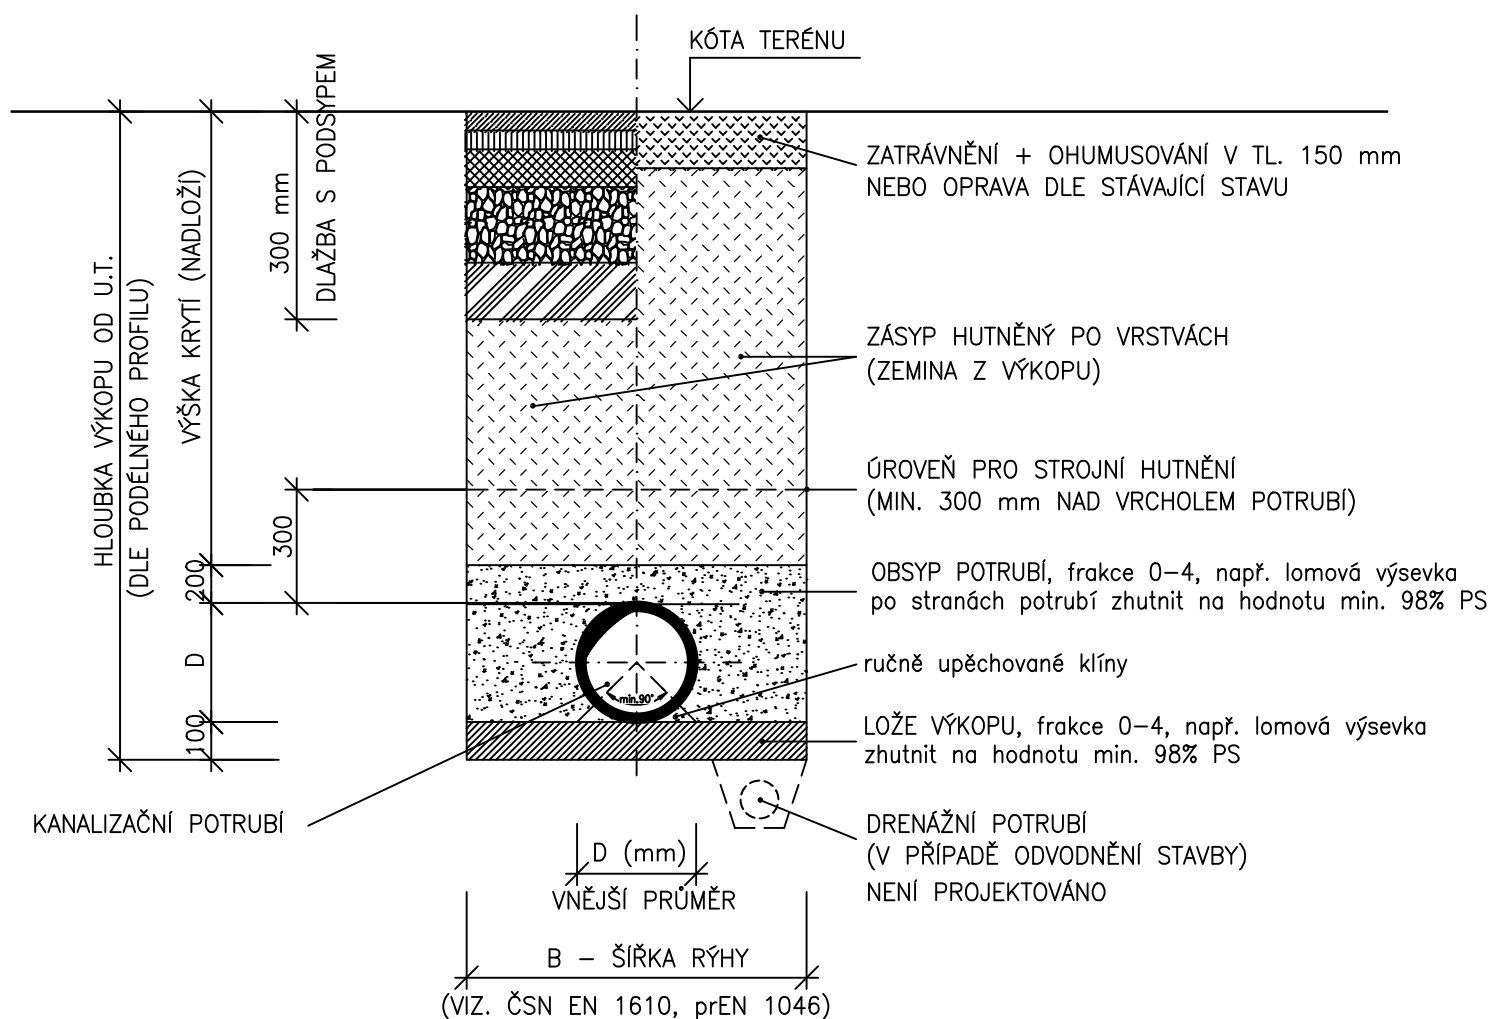 KÓTA TERÉNU
ZATRÁVNĚNÍ + OHUMUSOVÁNÍ V TL. 150 mm
NEBO OPRAVA DLE STÁVAJÍCÍ STAVU
HLOUBKA VÝKOPU OD U.T.
(DLE PODÉLNÉHO PROFILU)
VÝŠKA KRYTÍ (NADLOŽÍ)
300 mm
DLAŽBA S PODSYPEM
ZÁSYP HUTNĚNÝ PO VRSTVÁCH
(ZEMINA Z VÝKOPU)
ÚROVEŇ PRO STROJNÍ HUTNĚNÍ
(MIN. 300 mm NAD VRCHOLEM POTRUBÍ)
300
200
D
100
OBSYP POTRUBÍ, frakce 0-4, např. lomová výsevka
po stranách potrubí zhutnit na hodnotu min. 98% PS
ručně upěchované klíny
min.90°
LOŽE VÝKOPU, frakce 0-4, např. lomová výsevka
zhutnit na hodnotu min. 98% PS
KANALIZAČNÍ POTRUBÍ
DRENÁŽNÍ POTRUBÍ
(V PŘÍPADĚ ODVODNĚNÍ STAVBY)
NENÍ PROJEKTOVÁNO
D (mm)
VNĚJŠÍ PRŮMĚR
B - ŠÍŘKA RÝHY
(VIZ. ČSN EN 1610, prEN 1046)